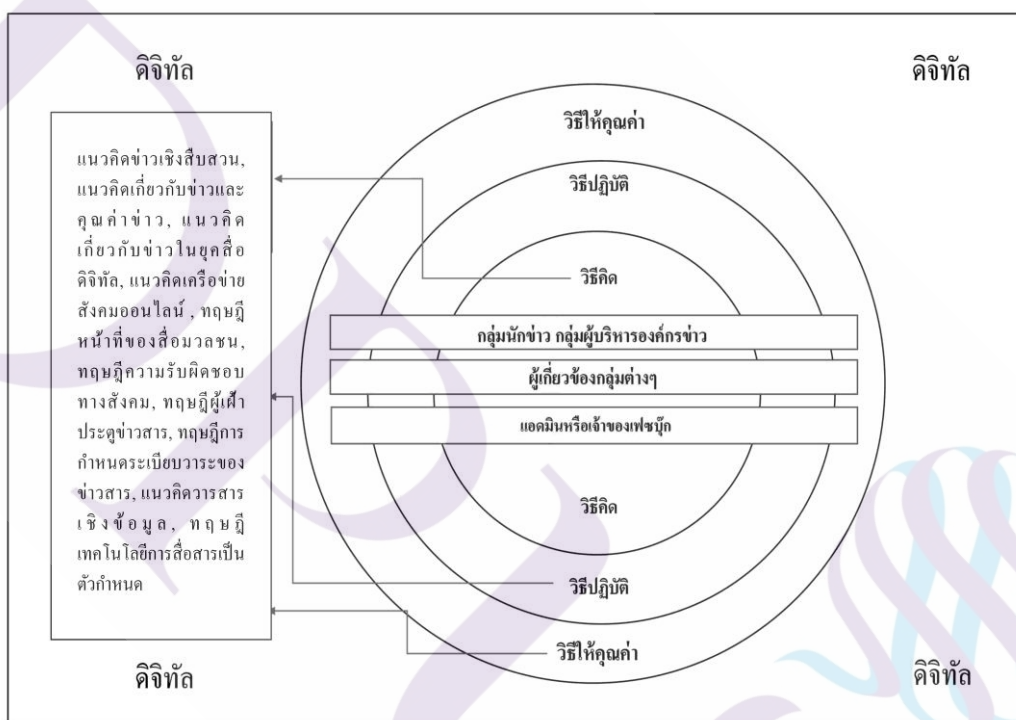 ดิจิทัล
ดิจิทัล
แนวคิดข่าวเชิงสืบสวน,
แนวคิดเกี่ยวกับข่าวและ
คุณค่าข่าว, แนวคิด
เกี่ยวกับข่าวในยุคสื่อ
ดิจิทัล, แนวคิดเครือข่าย
สังคมออนไลน์ , ทฤษฎี
หน้าที่ของสื่อมวลชน,
ทฤษฎีความรับผิดชอบ
ทางสังคม, ทฤษฎีผู้เฝ้า
ประตูข่าวสาร, ทฤษฎีการ
กำหนดระเบียบวาระของ
ข่าวสาร, แนวคิดวารสาร
เชิงข้อมูล, ทฤษฎี
เทคโนโลยีการสื่อสารเป็น
ตัวกำหนด
วิธีให้คุณค่า
วิธีปฏิบัติ
วิธีคิด
กลุ่มนักข่าว กลุ่มผู้บริหารองค์กรข่าว
ผู้เกี่ยวข้องกลุ่มต่างๆ
แอดมินหรือเจ้าของเฟซบุ๊ก
วิธีคิด
วิธีปฏิบัติ
วิธีให้คุณค่า
ดิจิทัล
ดิจิทัล